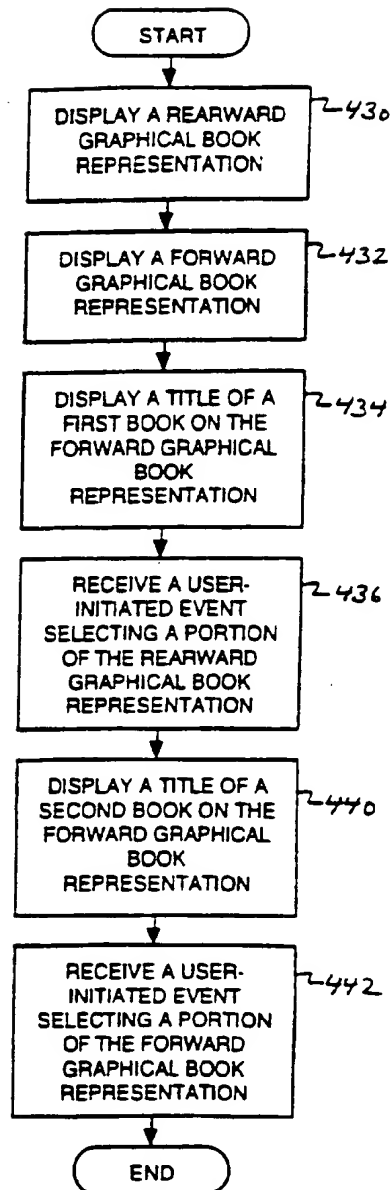 START
DISPLAY A REARWARD
GRAPHICAL BOOK
REPRESENTATION
430
DISPLAY A FORWARD
GRAPHICAL BOOK
REPRESENTATION
432
DISPLAY A TITLE OF A
FIRST BOOK ON THE
FORWARD GRAPHICAL
BOOK
REPRESENTATION
434
RECEIVE A USER-
INITIATED EVENT
SELECTING A PORTION
OF THE REARWARD
GRAPHICAL BOOK
REPRESENTATION
436
DISPLAY A TITLE OF A
SECOND BOOK ON THE
FORWARD GRAPHICAL
BOOK
REPRESENTATION
440
RECEIVE A USER-
INITIATED EVENT
SELECTING A PORTION
OF THE FORWARD
GRAPHICAL BOOK
REPRESENTATION
442
END